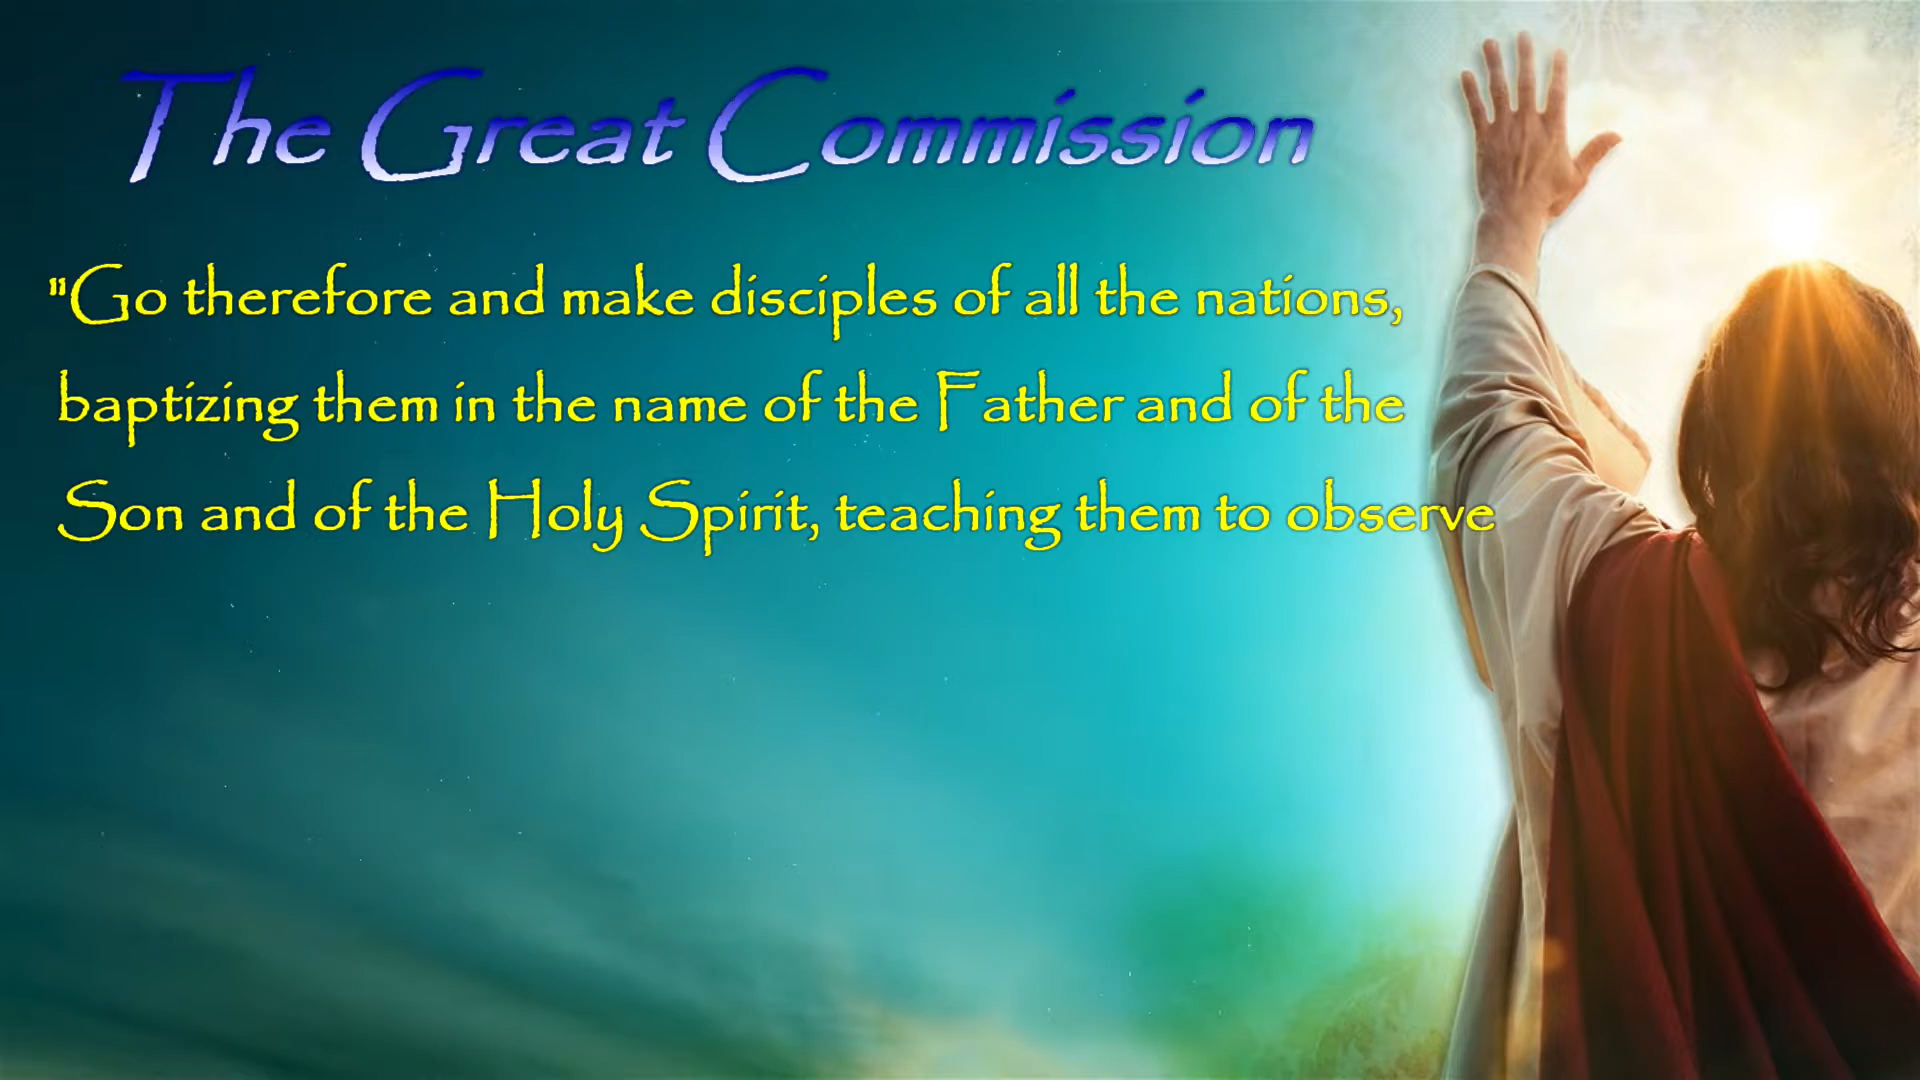 The Great Commission
"Go therefore and make disciples of all the nations,
baptizing them in the name of the Father and of the
Son and of the Holy Spirit, teaching them to observe